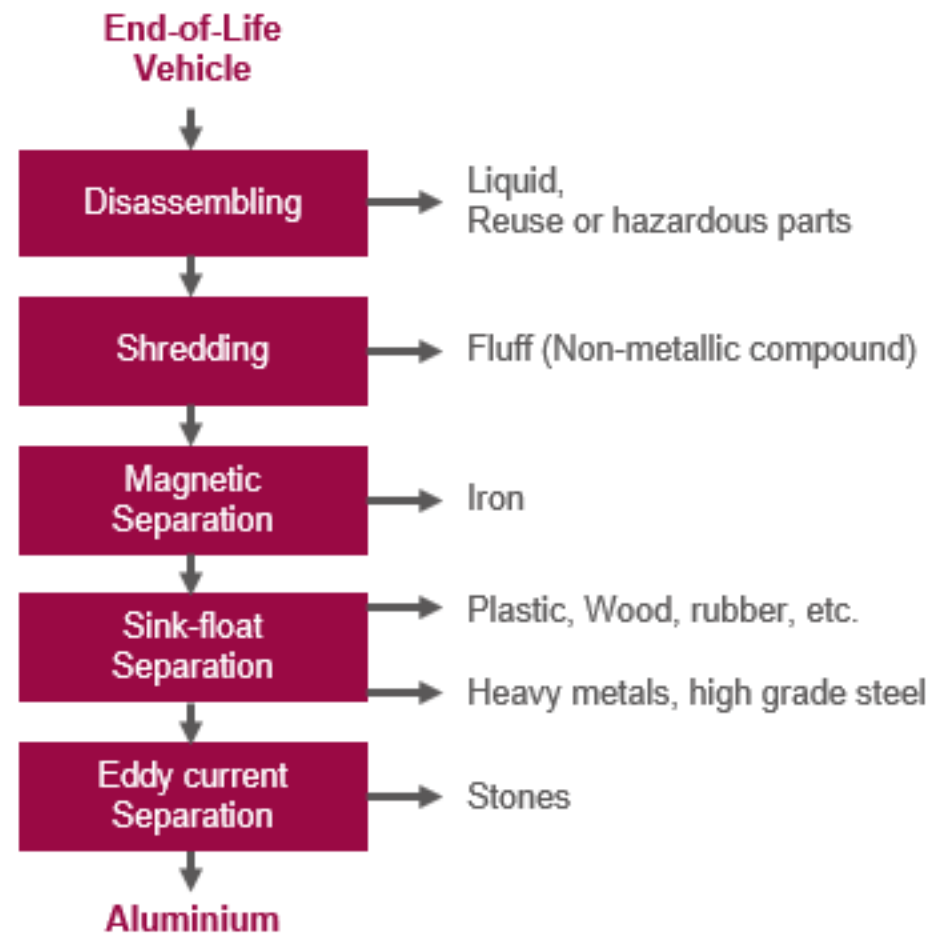 End-of-Life
Vehicle
Disassembling
Liquid,
Reuse or hazardous parts
Shredding
Fluff (Non-metallic compound)
Magnetic
Separation
Iron
Sink-float
Separation
Plastic, Wood, rubber, etc.
Heavy metals, high grade steel
Eddy current
Separation
Stones
Aluminium